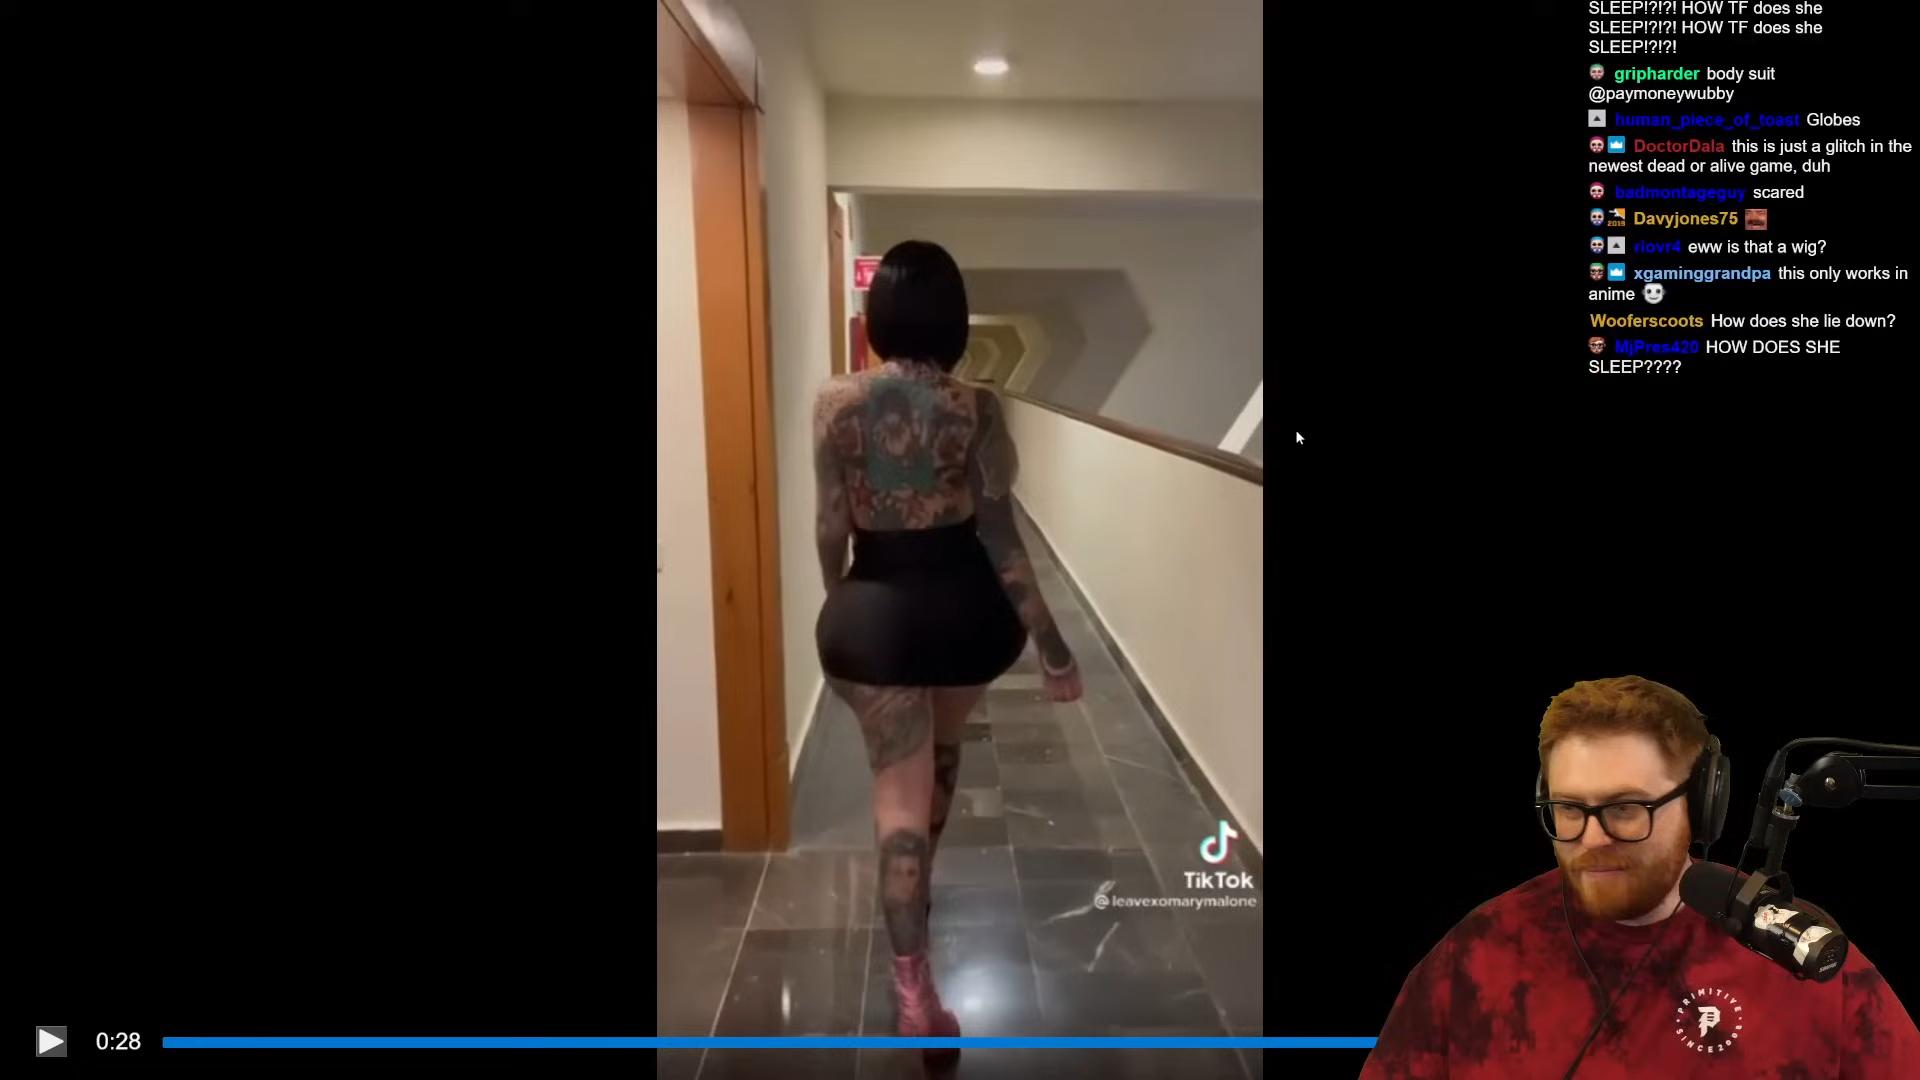 SLEEP!?!?! HOW TF does she
SLEEP!?!?! HOW TF does she
SLEEP!?!?!
gripharder body suit
@paymoneywubby
human_piece_of_toast Globes
DoctorDala this is just a glitch in the
newest dead or alive game, duh
badmontageguy scared
Davyjones75
riovr4 eww is that a wig?
xgaminggrandpa this only works in
anime
Wooferscoots How does she lie down?
MjPres420 HOW DOES SHE
SLEEP????
TikTok
@leavexomarymalone
PRIMITIVE
P
0:28